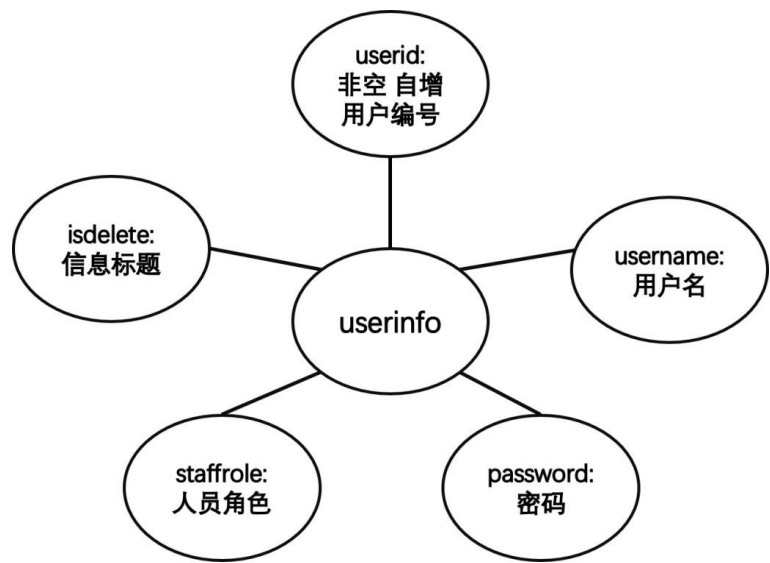 userid:
非空 自增
用户编号
isdelete:
信息标题
username:
用户名
userinfo
staffrole:
人员角色
password:
密码